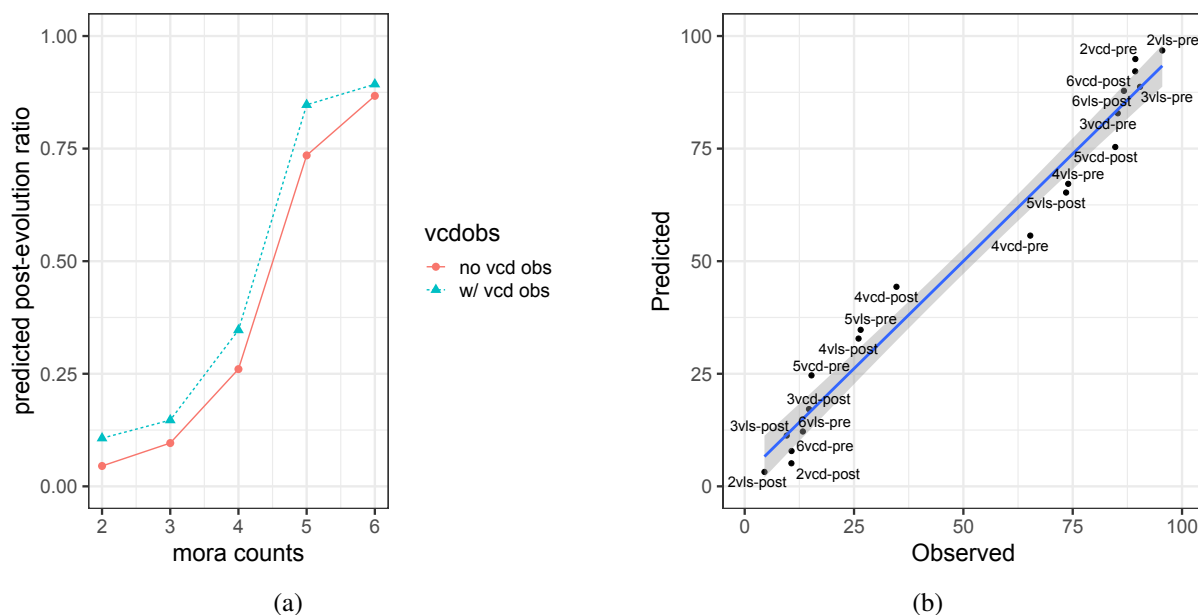 1.00
0.75
0.50
0.25
0.00
predicted post-evolution ratio
2 3 4 5 6
mora counts
vcdobs
no vcd obs
w/ vcd obs
(a)
100
75
50
25
0
Predicted
2vls-pre
2vcd-pre
6vcd-post
3vls-pre
6vls-post
3vcd-pre
5vcd-post
4vls-pre
5vls-post
4vcd-pre
4vcd-post
5vls-pre
4vls-post
5vcd-pre
3vcd-post
3vls-post
6vls-pre
6vcd-pre
2vls-post
2vcd-post
0 25 50 75 100
Observed
(b)